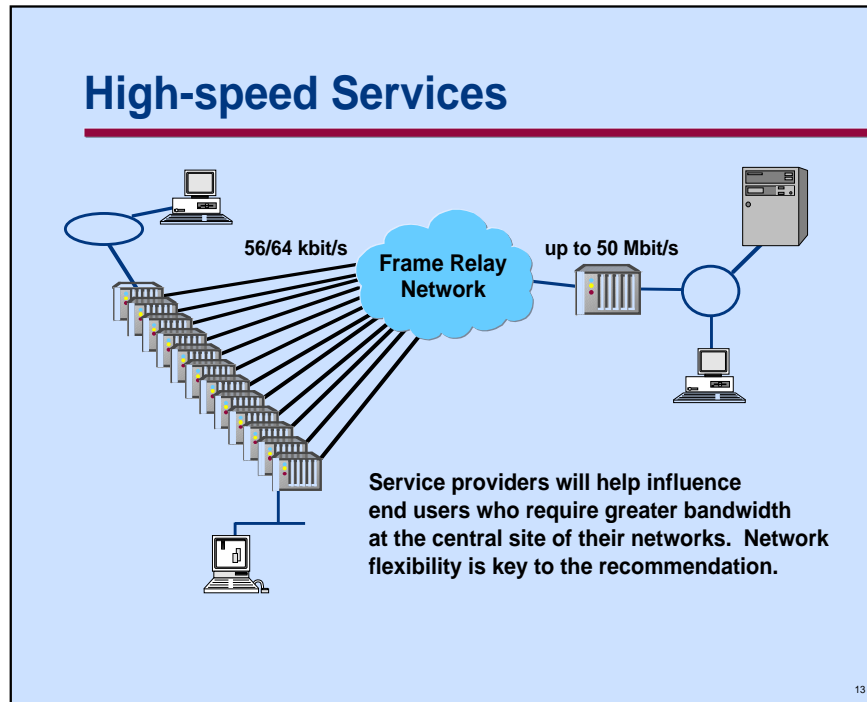 High-speed Services
56/64 kbit/s
Frame Relay
Network
up to 50 Mbit/s
Service providers will help influence
end users who require greater bandwidth
at the central site of their networks.  Network
flexibility is key to the recommendation.
13